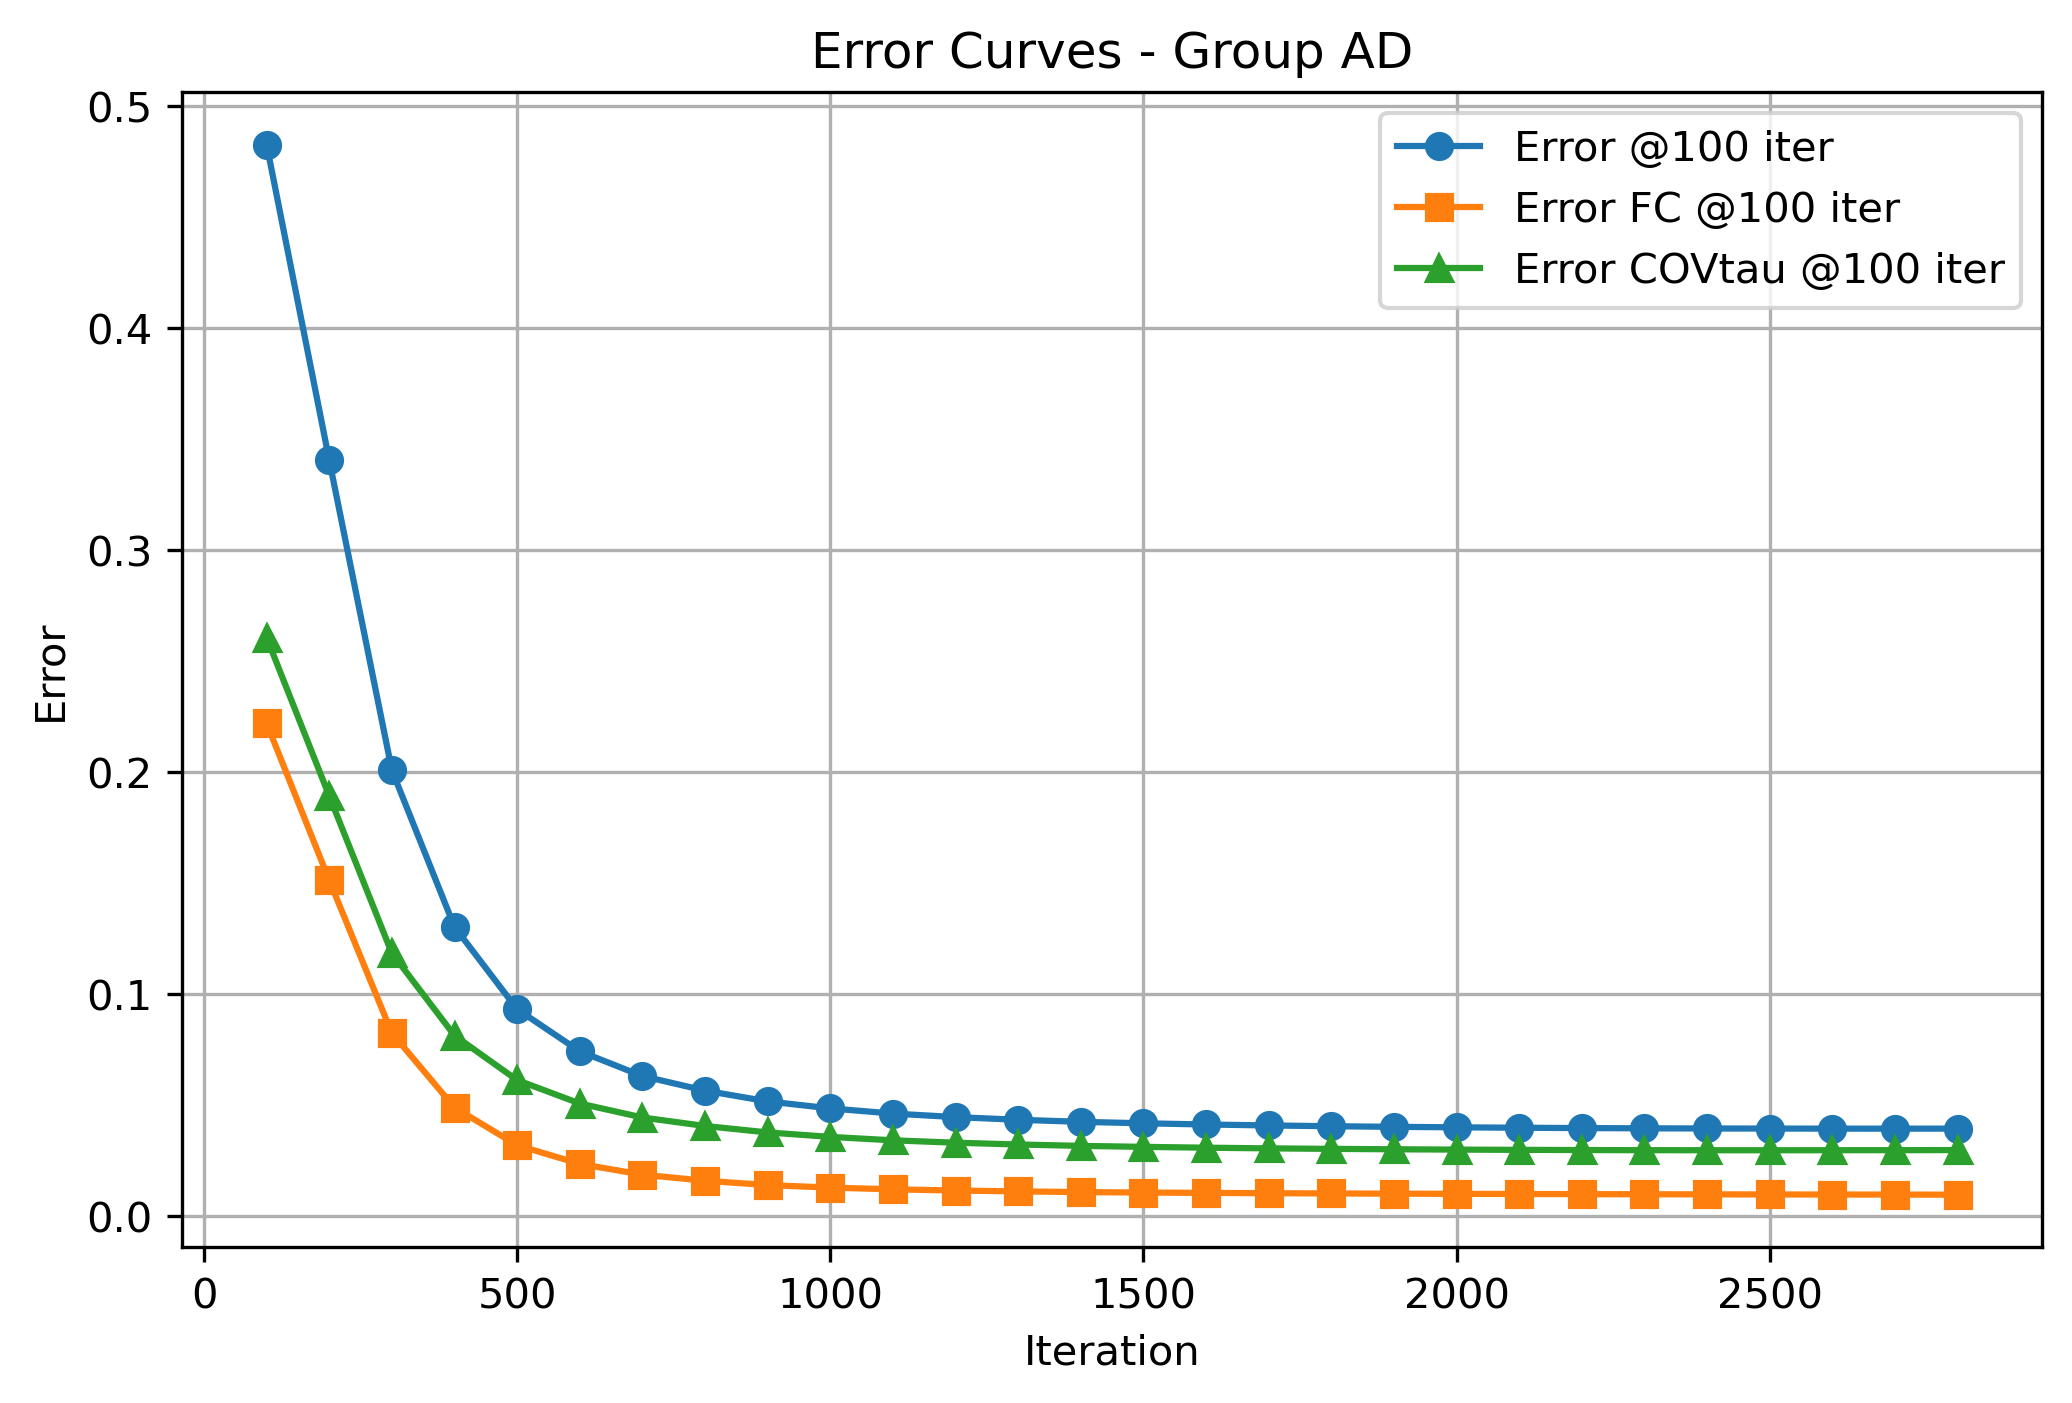 Error Curves - Group AD
0.5
0.4
0.3
0.2
0.1
0.0
Error
Error @100 iter
Error FC @100 iter
Error COVtau @100 iter
0 500 1000 1500 2000 2500
Iteration